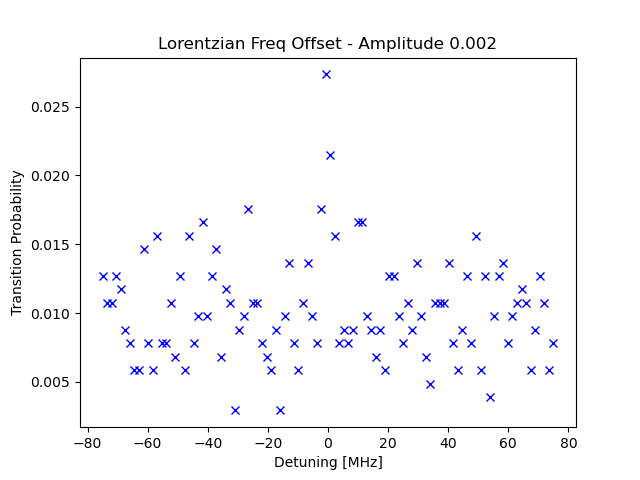 Lorentzian Freq Offset - Amplitude 0.002
Transition Probability
0.025
0.020
0.015
0.010
0.005
−80 −60 −40 −20 0 20 40 60 80
Detuning [MHz]